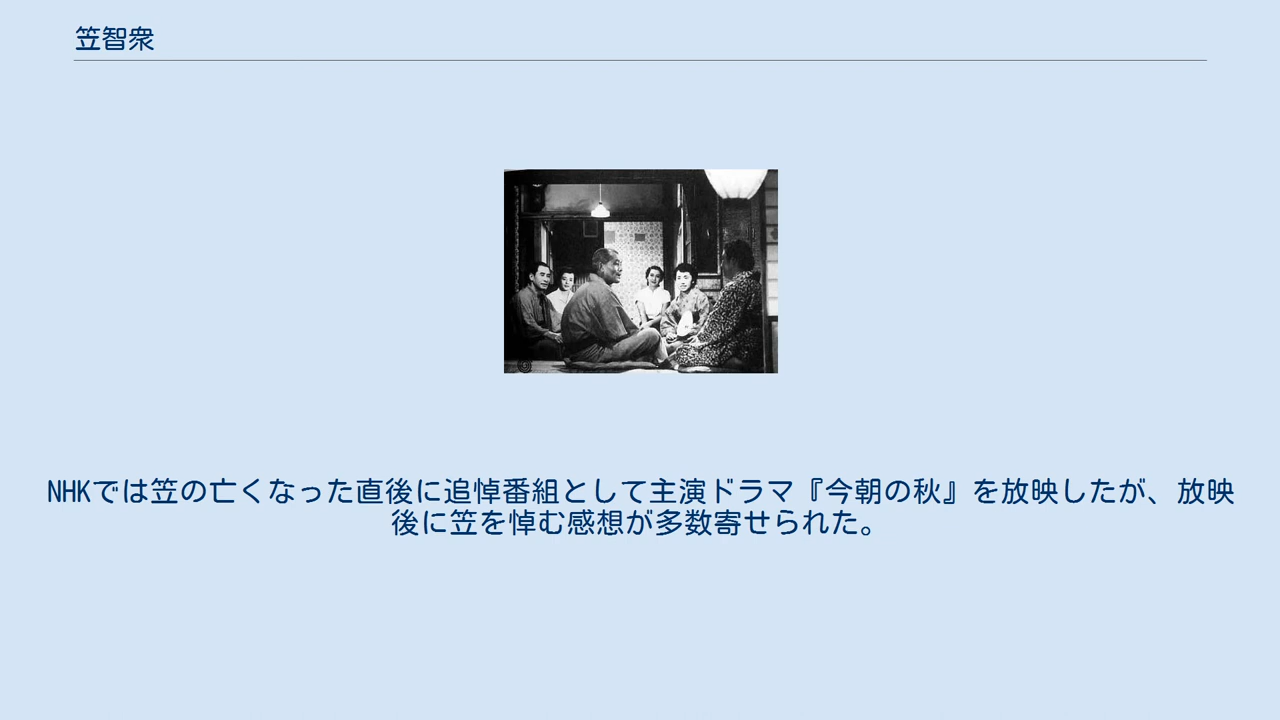 笠智衆
NHKでは笠の亡くなった直後に追悼番組として主演ドラマ『今朝の秋』を放映したが、放映
後に笠を悼む感想が多数寄せられた。